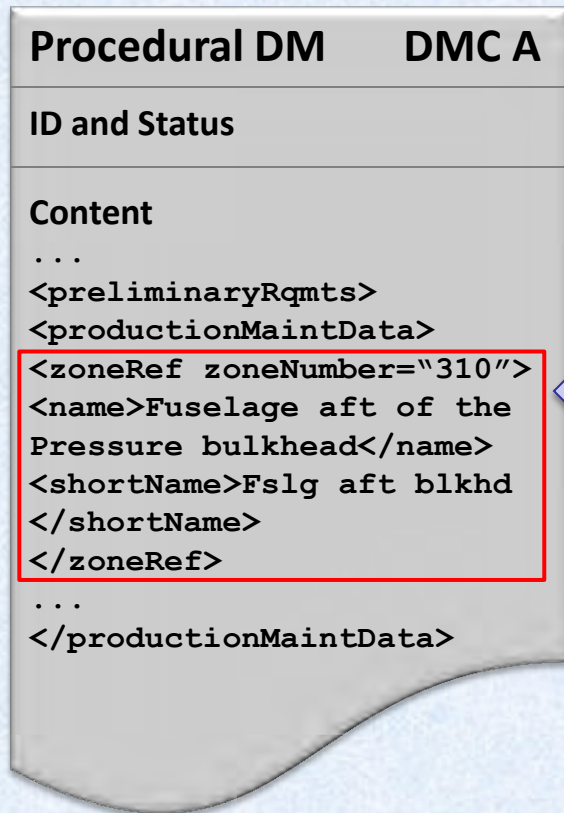 Procedural DM DMC A
ID and Status
Content
...
<preliminaryRqmts>
<productionMaintData>
<zoneRef zoneNumber=“310”>
<name>Fuselage aft of the
Pressure bulkhead</name>
<shortName>Fslg aft blkhd
</shortName>
</zoneRef>
...
</productionMaintData>